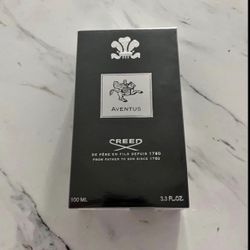 AVENTUS
CREED
DE PÈRE EN FILS DEPUIS 1760
FROM FATHER TO SON SINCE 1760
100 ML 3.3 FL.OZ.